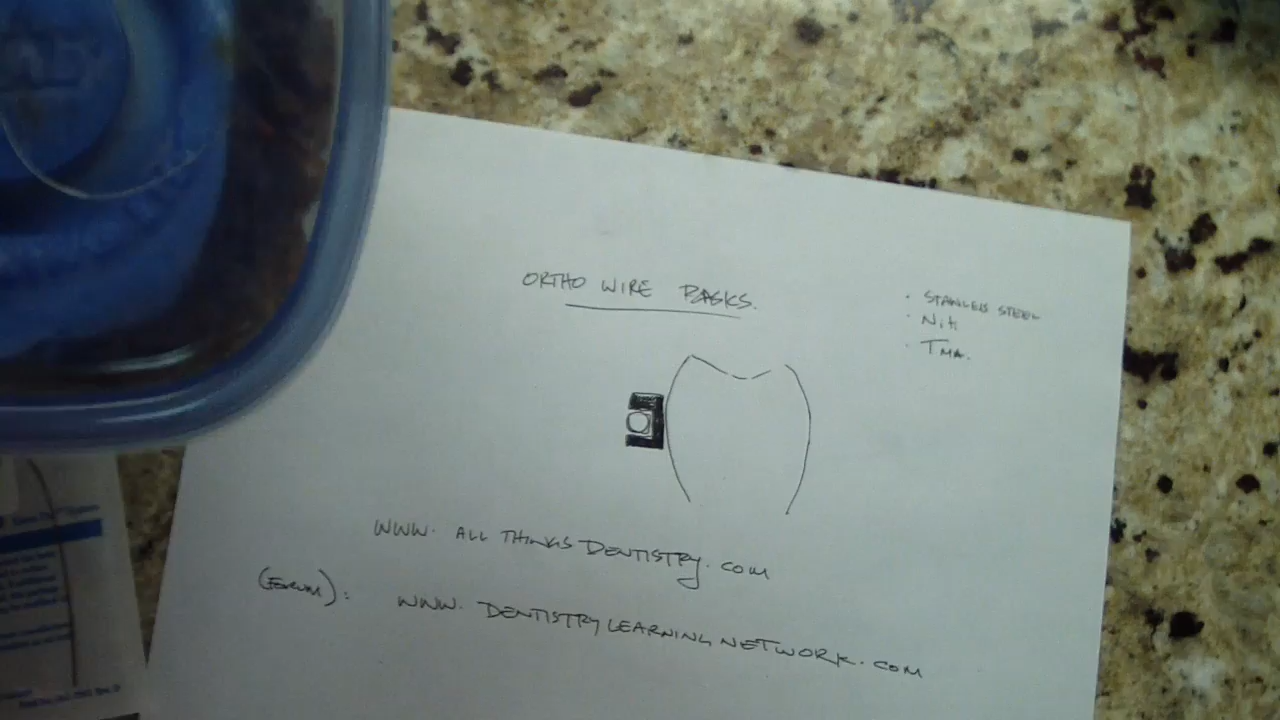 ORTHO WIRE BASICS.
· STAINLESS STEEL
· Niti
· TMA.
WWW. ALL THINGS DENTISTRY. COM
(FORUM): WWW. DENTISTRY LEARNING NETWORK. COM